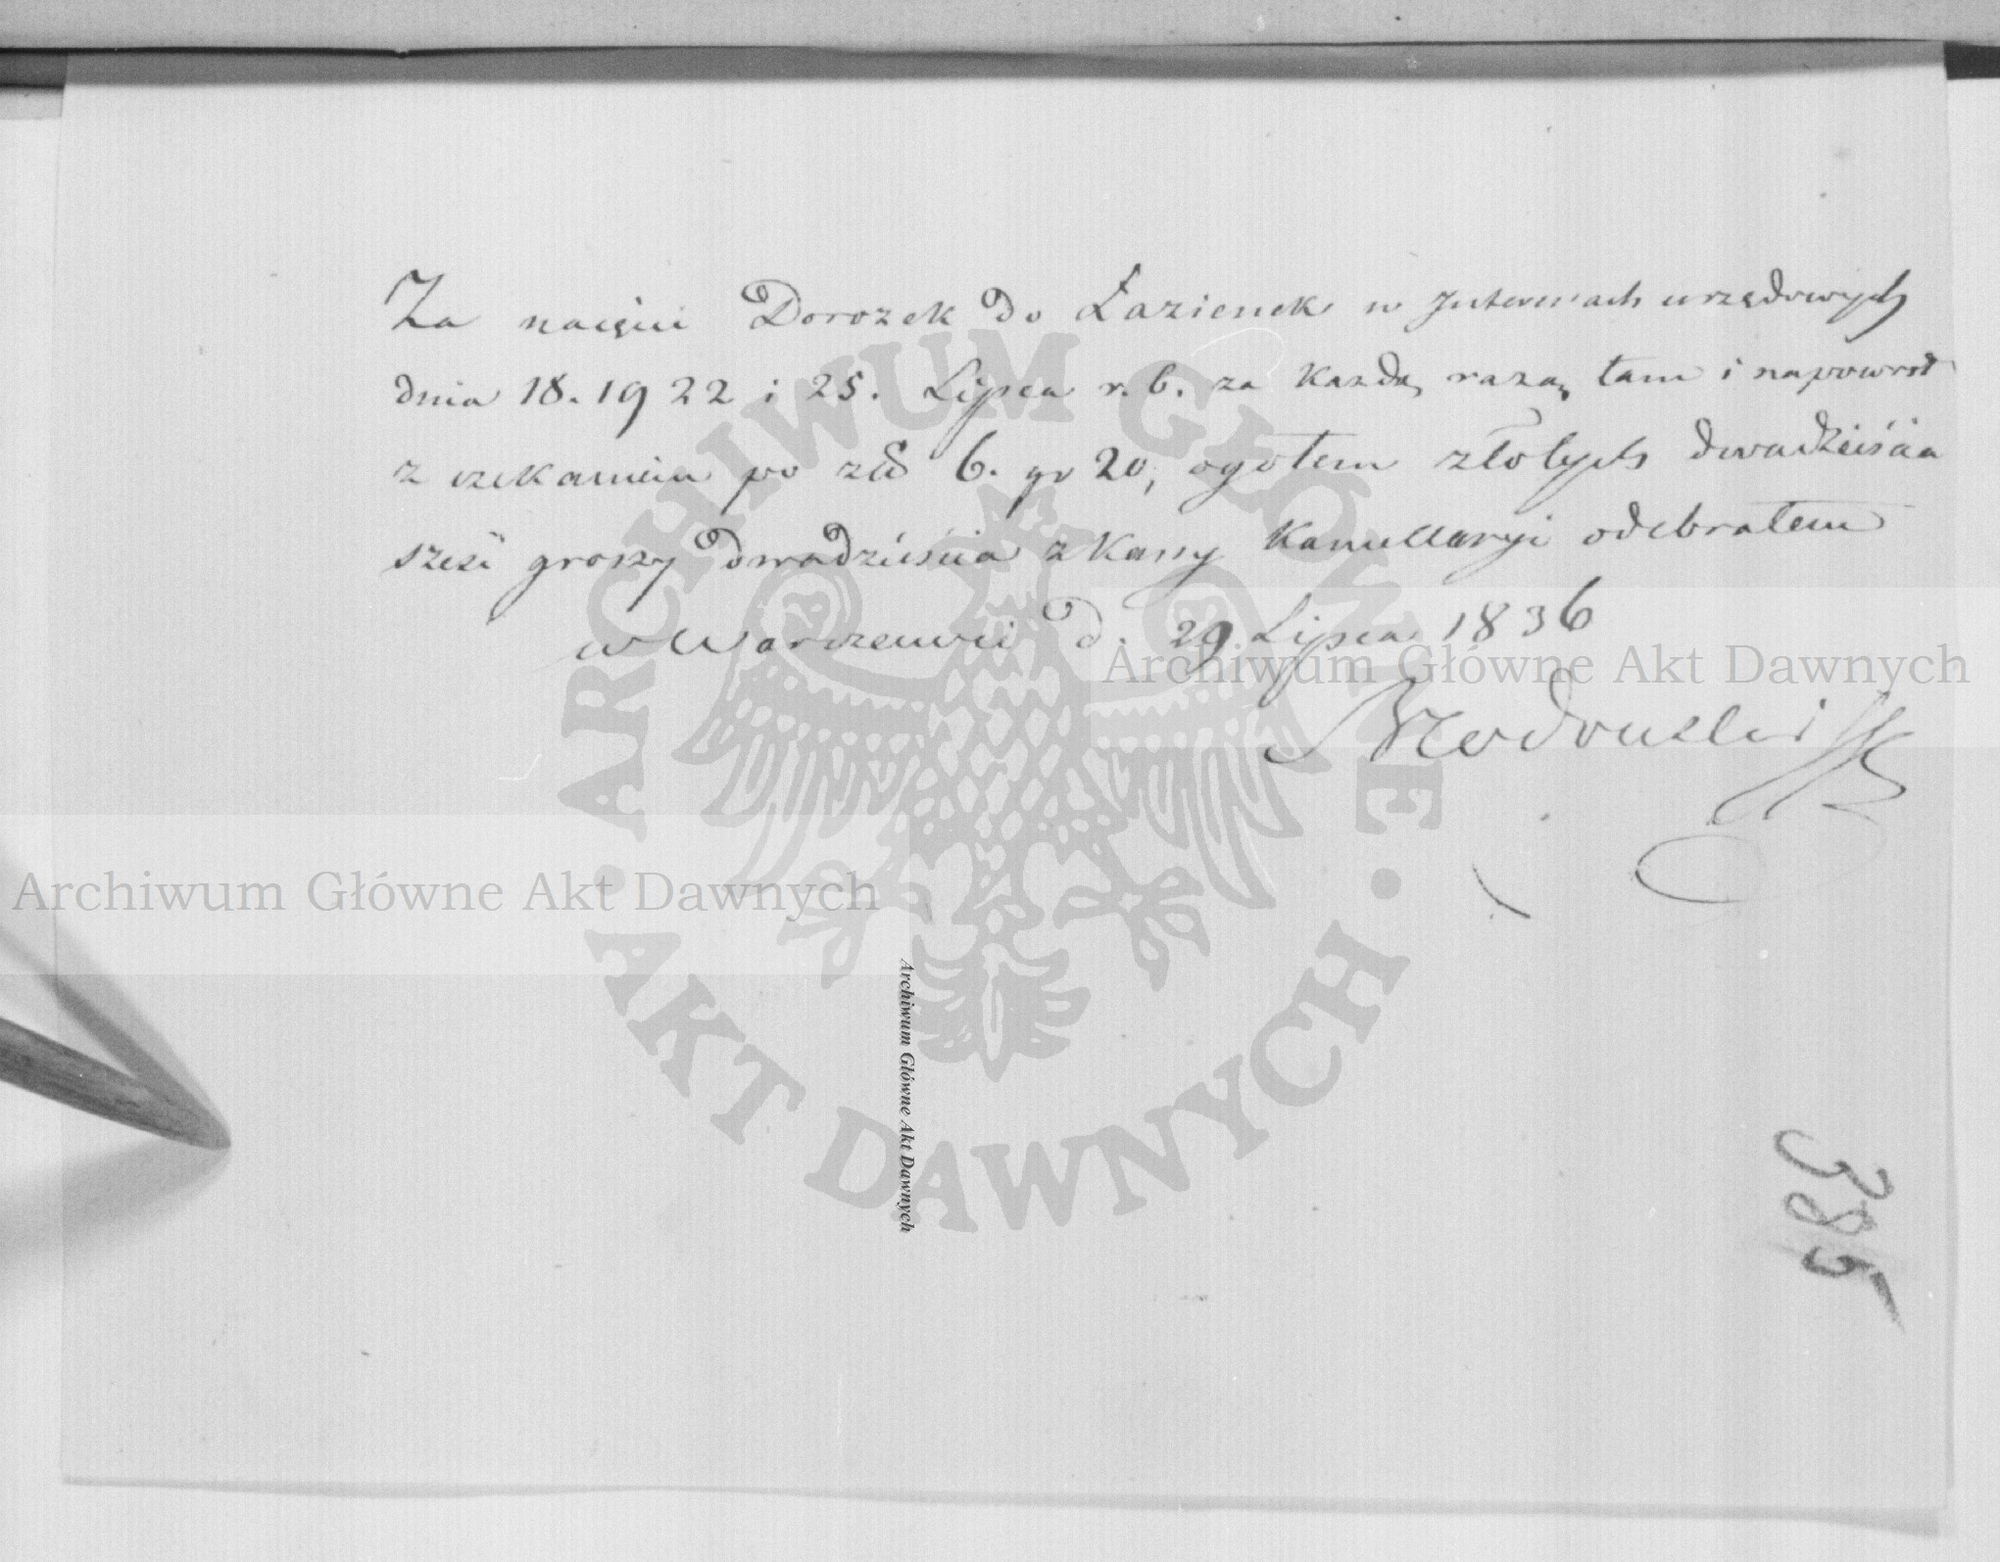 Za naięcie Dorożek do Łazienek w Interesach urzędowych
dnia 18. 19 22 i 25. Lipca r. b. za każdą razą tam i napowrót
z czekaniem po złł 6. gr 20, ogółem złotych dwadzieścia
sześć groszy dwadzieścia z Kassy Kancellaryi odebrałem
w Warszawie d. 29 Lipca 1836
Archiwum Główne Akt Dawnych
Archiwum Główne Akt Dawnych
Archiwum Główne Akt Dawnych
ARCHIWUM GŁÓWNE
AKT DAWNYCH
385